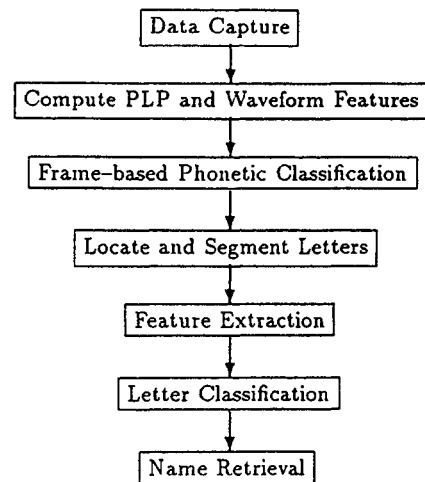 Data Capture
Compute PLP and Waveform Features
Frame-based Phonetic Classification
Locate and Segment Letters
Feature Extraction
Letter Classification
Name Retrieval